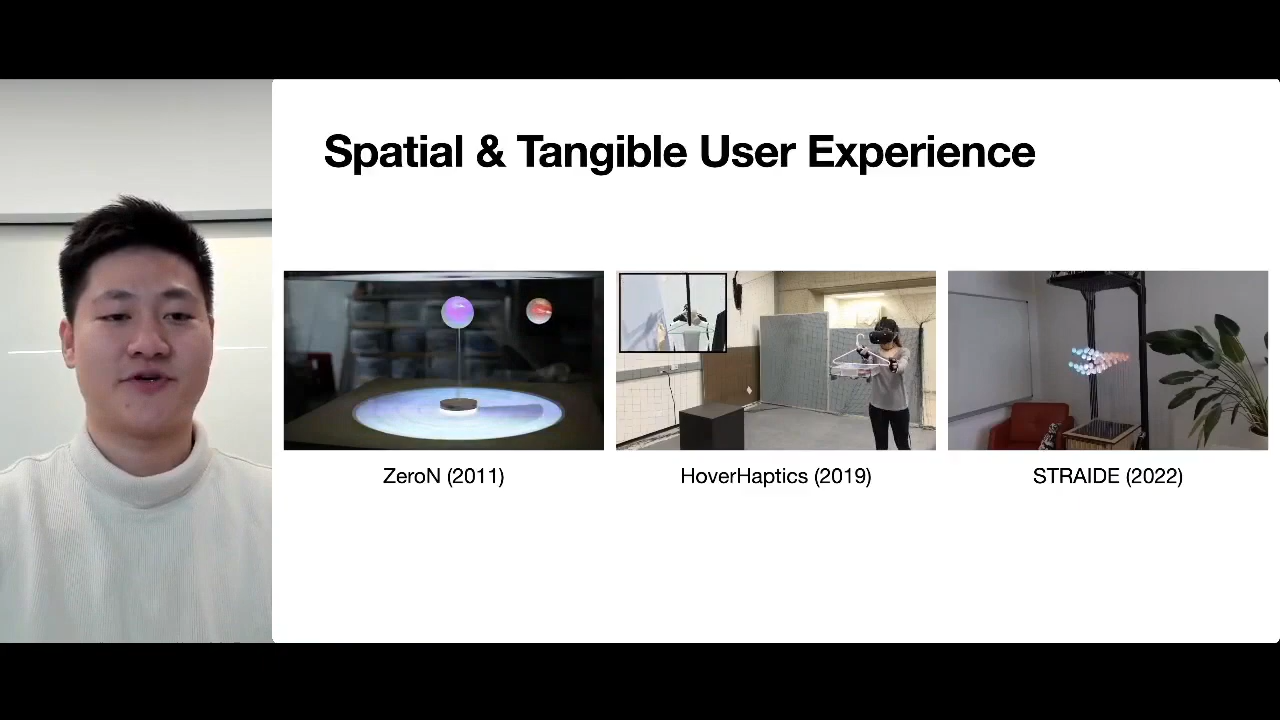 Spatial & Tangible User Experience
ZeroN (2011)
HoverHaptics (2019)
STRAIDE (2022)